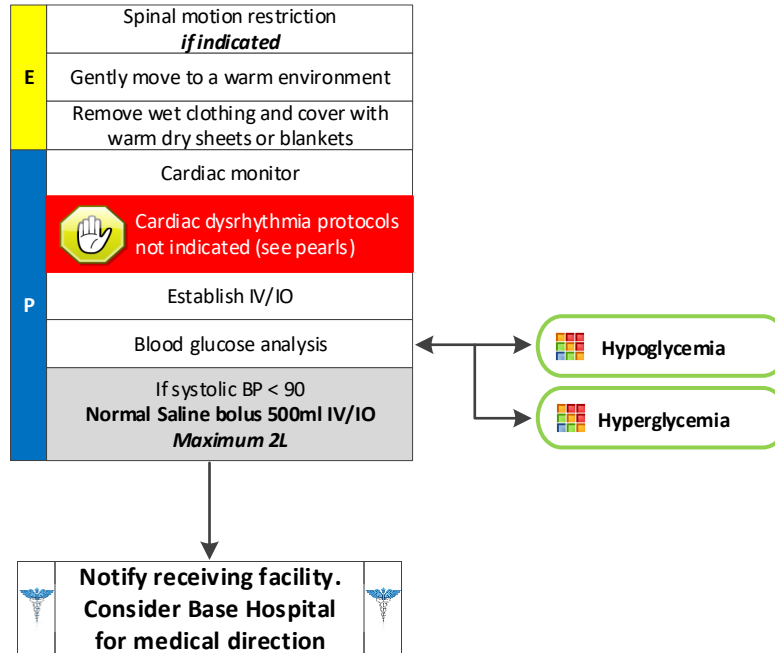 Spinal motion restriction
if indicated
E
Gently move to a warm environment
Remove wet clothing and cover with
warm dry sheets or blankets
Cardiac monitor
Cardiac dysrhythmia protocols
not indicated (see pearls)
P
Establish IV/IO
Blood glucose analysis
Hypoglycemia
If systolic BP < 90
Normal Saline bolus 500ml IV/IO
Maximum 2L
Hyperglycemia
Notify receiving facility.
Consider Base Hospital
for medical direction